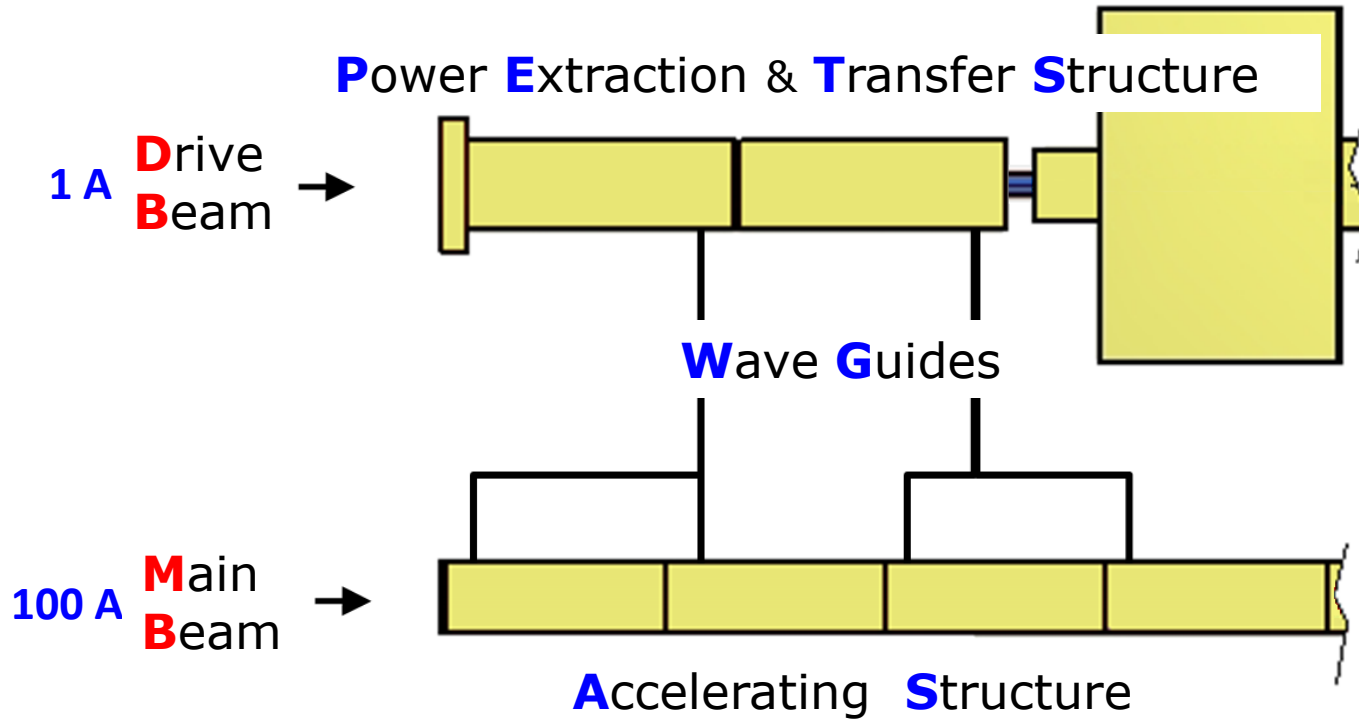 Power Extraction & Transfer Structure
1 A
Drive
Beam
Wave Guides
100 A
Main
Beam
Accelerating Structure